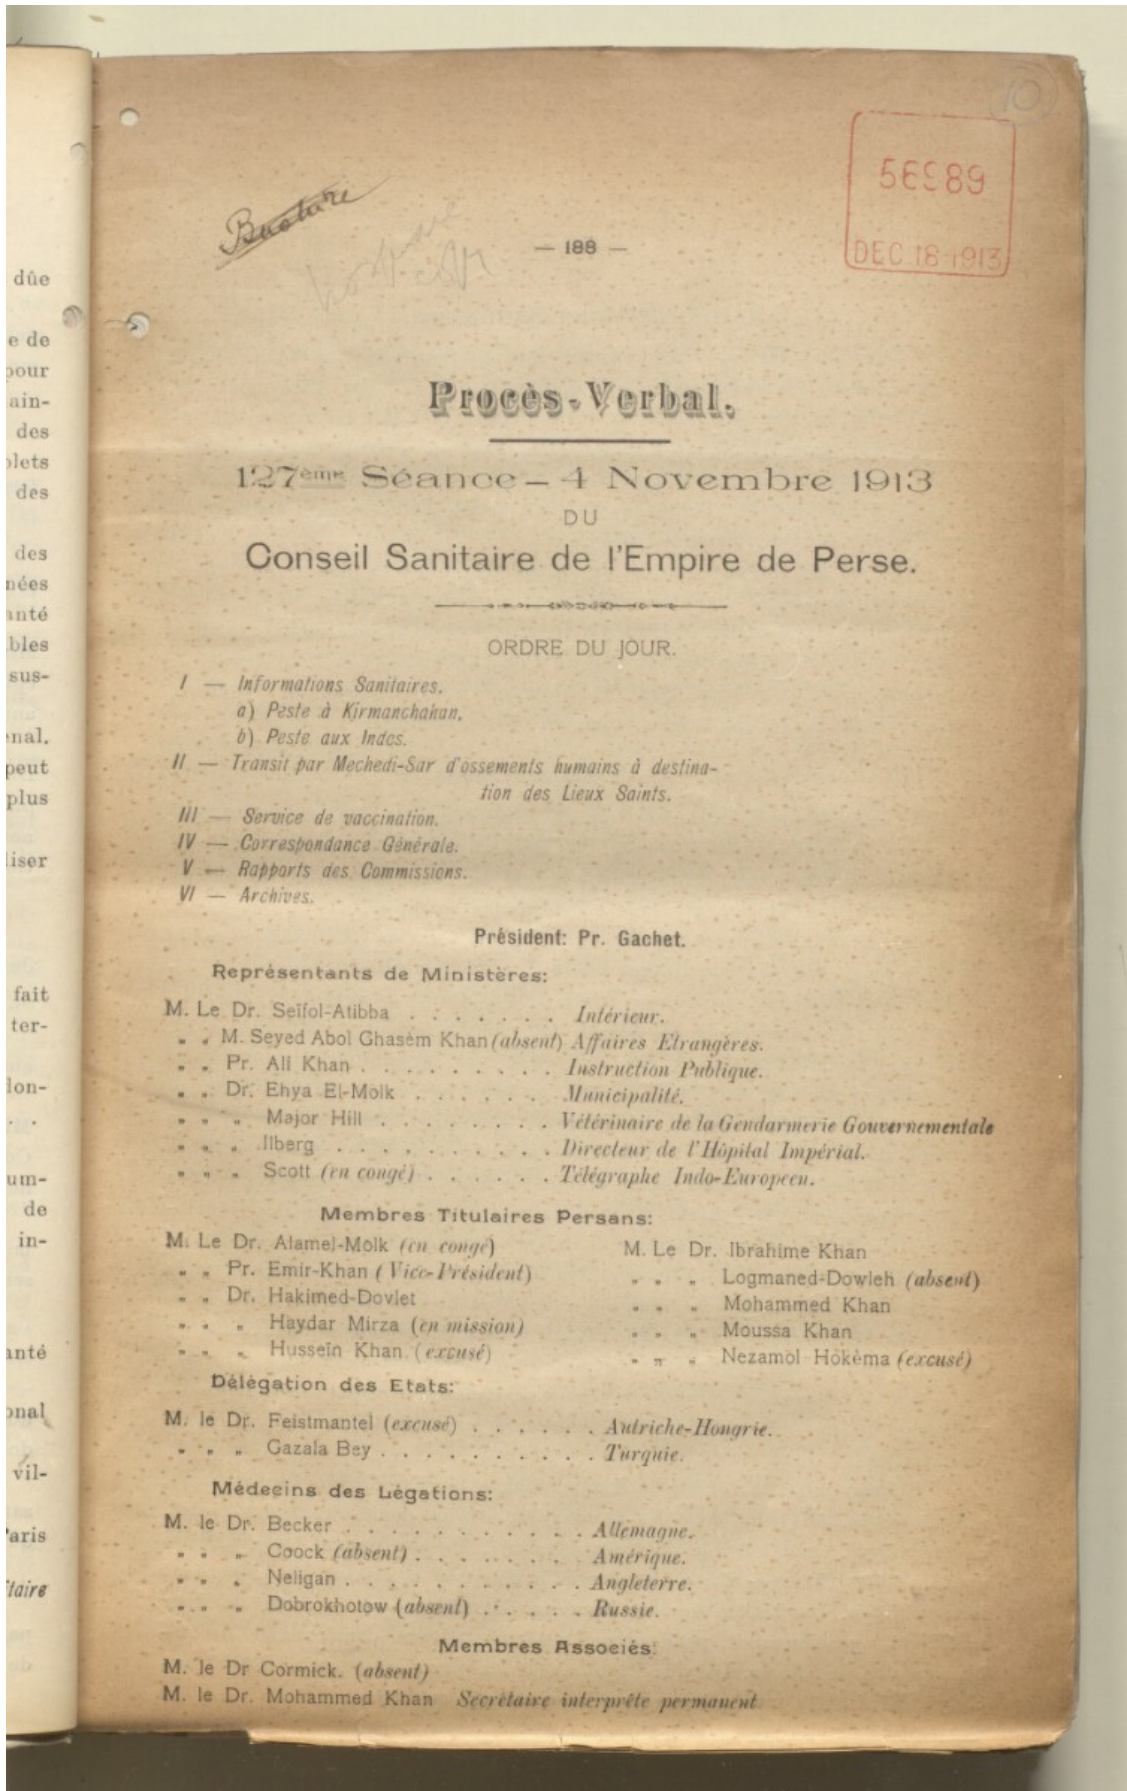 10
56989
DEC 18 1913
— 188 —
Procès-Verbal.
127ème Séance – 4 Novembre 1913
DU
Conseil Sanitaire de l'Empire de Perse.
ORDRE DU JOUR.
I — Informations Sanitaires.
a) Peste à Kirmanchahan.
b) Peste aux Indes.
II — Transit par Mechedi-Sar d'ossements humains à destina-
tion des Lieux Saints.
III — Service de vaccination.
IV — Correspondance Générale.
V — Rapports des Commissions.
VI — Archives.
Président: Pr. Gachet.
Représentants de Ministères:
M. Le Dr. Seïfol-Atibba . . . . . . . Intérieur.
„ „ M. Seyed Abol Ghasèm Khan (absent) Affaires Etrangères.
„ „ Pr. Ali Khan . . . . . . . . . Instruction Publique.
„ „ Dr. Ehya El-Molk . . . . . . Municipalité.
„ „ „ Major Hill . . . . . . . . Vétérinaire de la Gendarmerie Gouvernementale
„ „ „ Ilberg . . . . . . . . . . Directeur de l'Hôpital Impérial.
„ „ „ Scott (en congé) . . . . . . Télégraphe Indo-Europeen.
Membres Titulaires Persans:
M. Le Dr. Alamel-Molk (en congé)
„ „ Pr. Emir-Khan (Vice-Président)
„ „ Dr. Hakimed-Dovlet
„ „ „ Haydar Mirza (en mission)
„ „ „ Husseïn Khan (excusé)
M. Le Dr. Ibrahime Khan
„ „ „ Logmaned-Dowleh (absent)
„ „ „ Mohammed Khan
„ „ „ Moussa Khan
„ „ „ Nezamol Hokèma (excusé)
Délégation des Etats:
M. le Dr. Feistmantel (excusé) . . . . . . Autriche-Hongrie.
„ „ „ Gazala Bey . . . . . . . . . . Turquie.
Médecins des Légations:
M. le Dr. Becker . . . . . . . . . . . Allemagne.
„ „ „ Coock (absent) . . . . . . . . Amérique.
„ „ „ Neligan . . . . . . . . . . . Angleterre.
„ „ „ Dobrokhotow (absent) . . . . . Russie.
Membres Associés:
M. le Dr Cormick. (absent)
M. le Dr. Mohammed Khan Secrétaire interprête permanent
dûe
e de
pour
ain-
des
plets
des
des
nées
anté
bles
sus-
nal.
peut
plus
liser
fait
ter-
lon-
um-
de
in-
anté
onal
vil-
aris
itaire